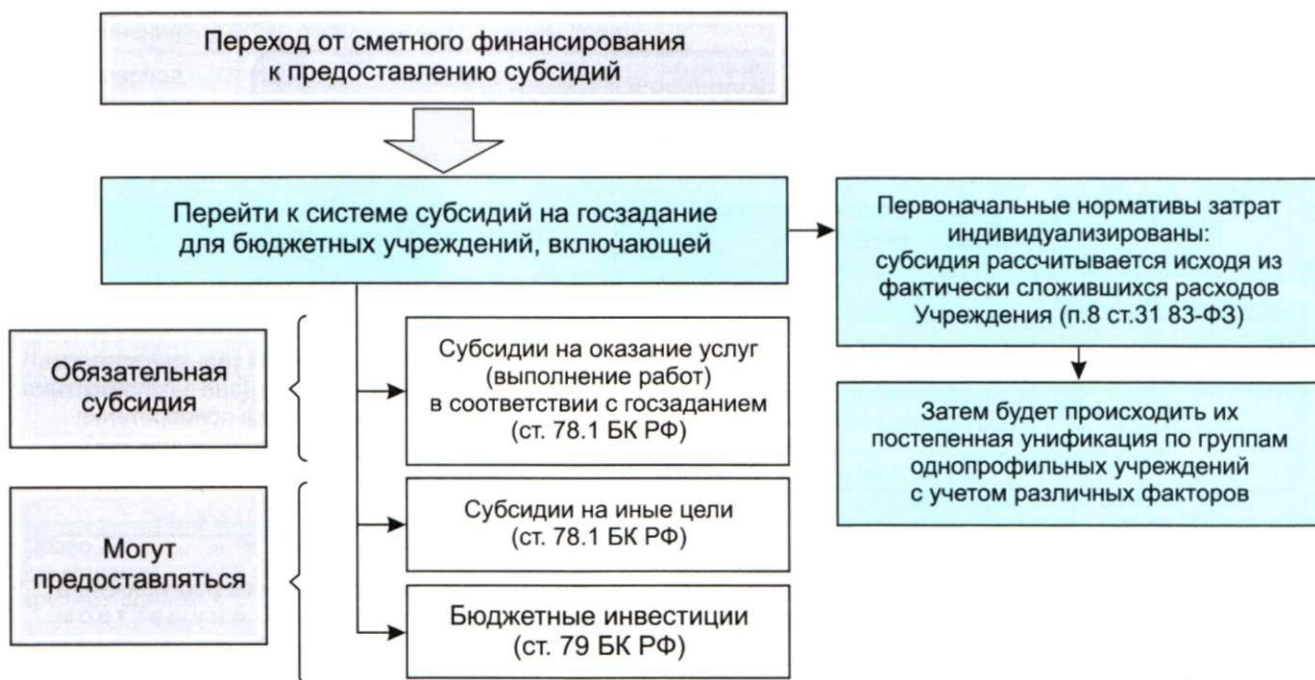 Переход от сметного финансирования
к предоставлению субсидий
Перейти к системе субсидий на госзадание
для бюджетных учреждений, включающей
Первоначальные нормативы затрат
индивидуализированы:
субсидия рассчитывается исходя из
фактически сложившихся расходов
Учреждения (п.8 ст.31 83-ФЗ)
Затем будет происходить их
постепенная унификация по группам
однопрофильных учреждений
с учетом различных факторов
Обязательная
субсидия
Субсидии на оказание услуг
(выполнение работ)
в соответствии с госзаданием
(ст. 78.1 БК РФ)
Могут
предоставляться
Субсидии на иные цели
(ст. 78.1 БК РФ)
Бюджетные инвестиции
(ст. 79 БК РФ)